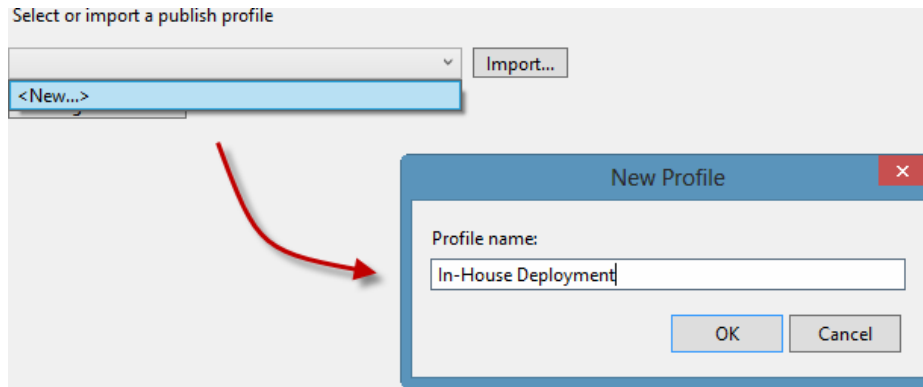 Select or import a publish profile
Import...
<New...>
New Profile
Profile name:
In-House Deployment
OK
Cancel